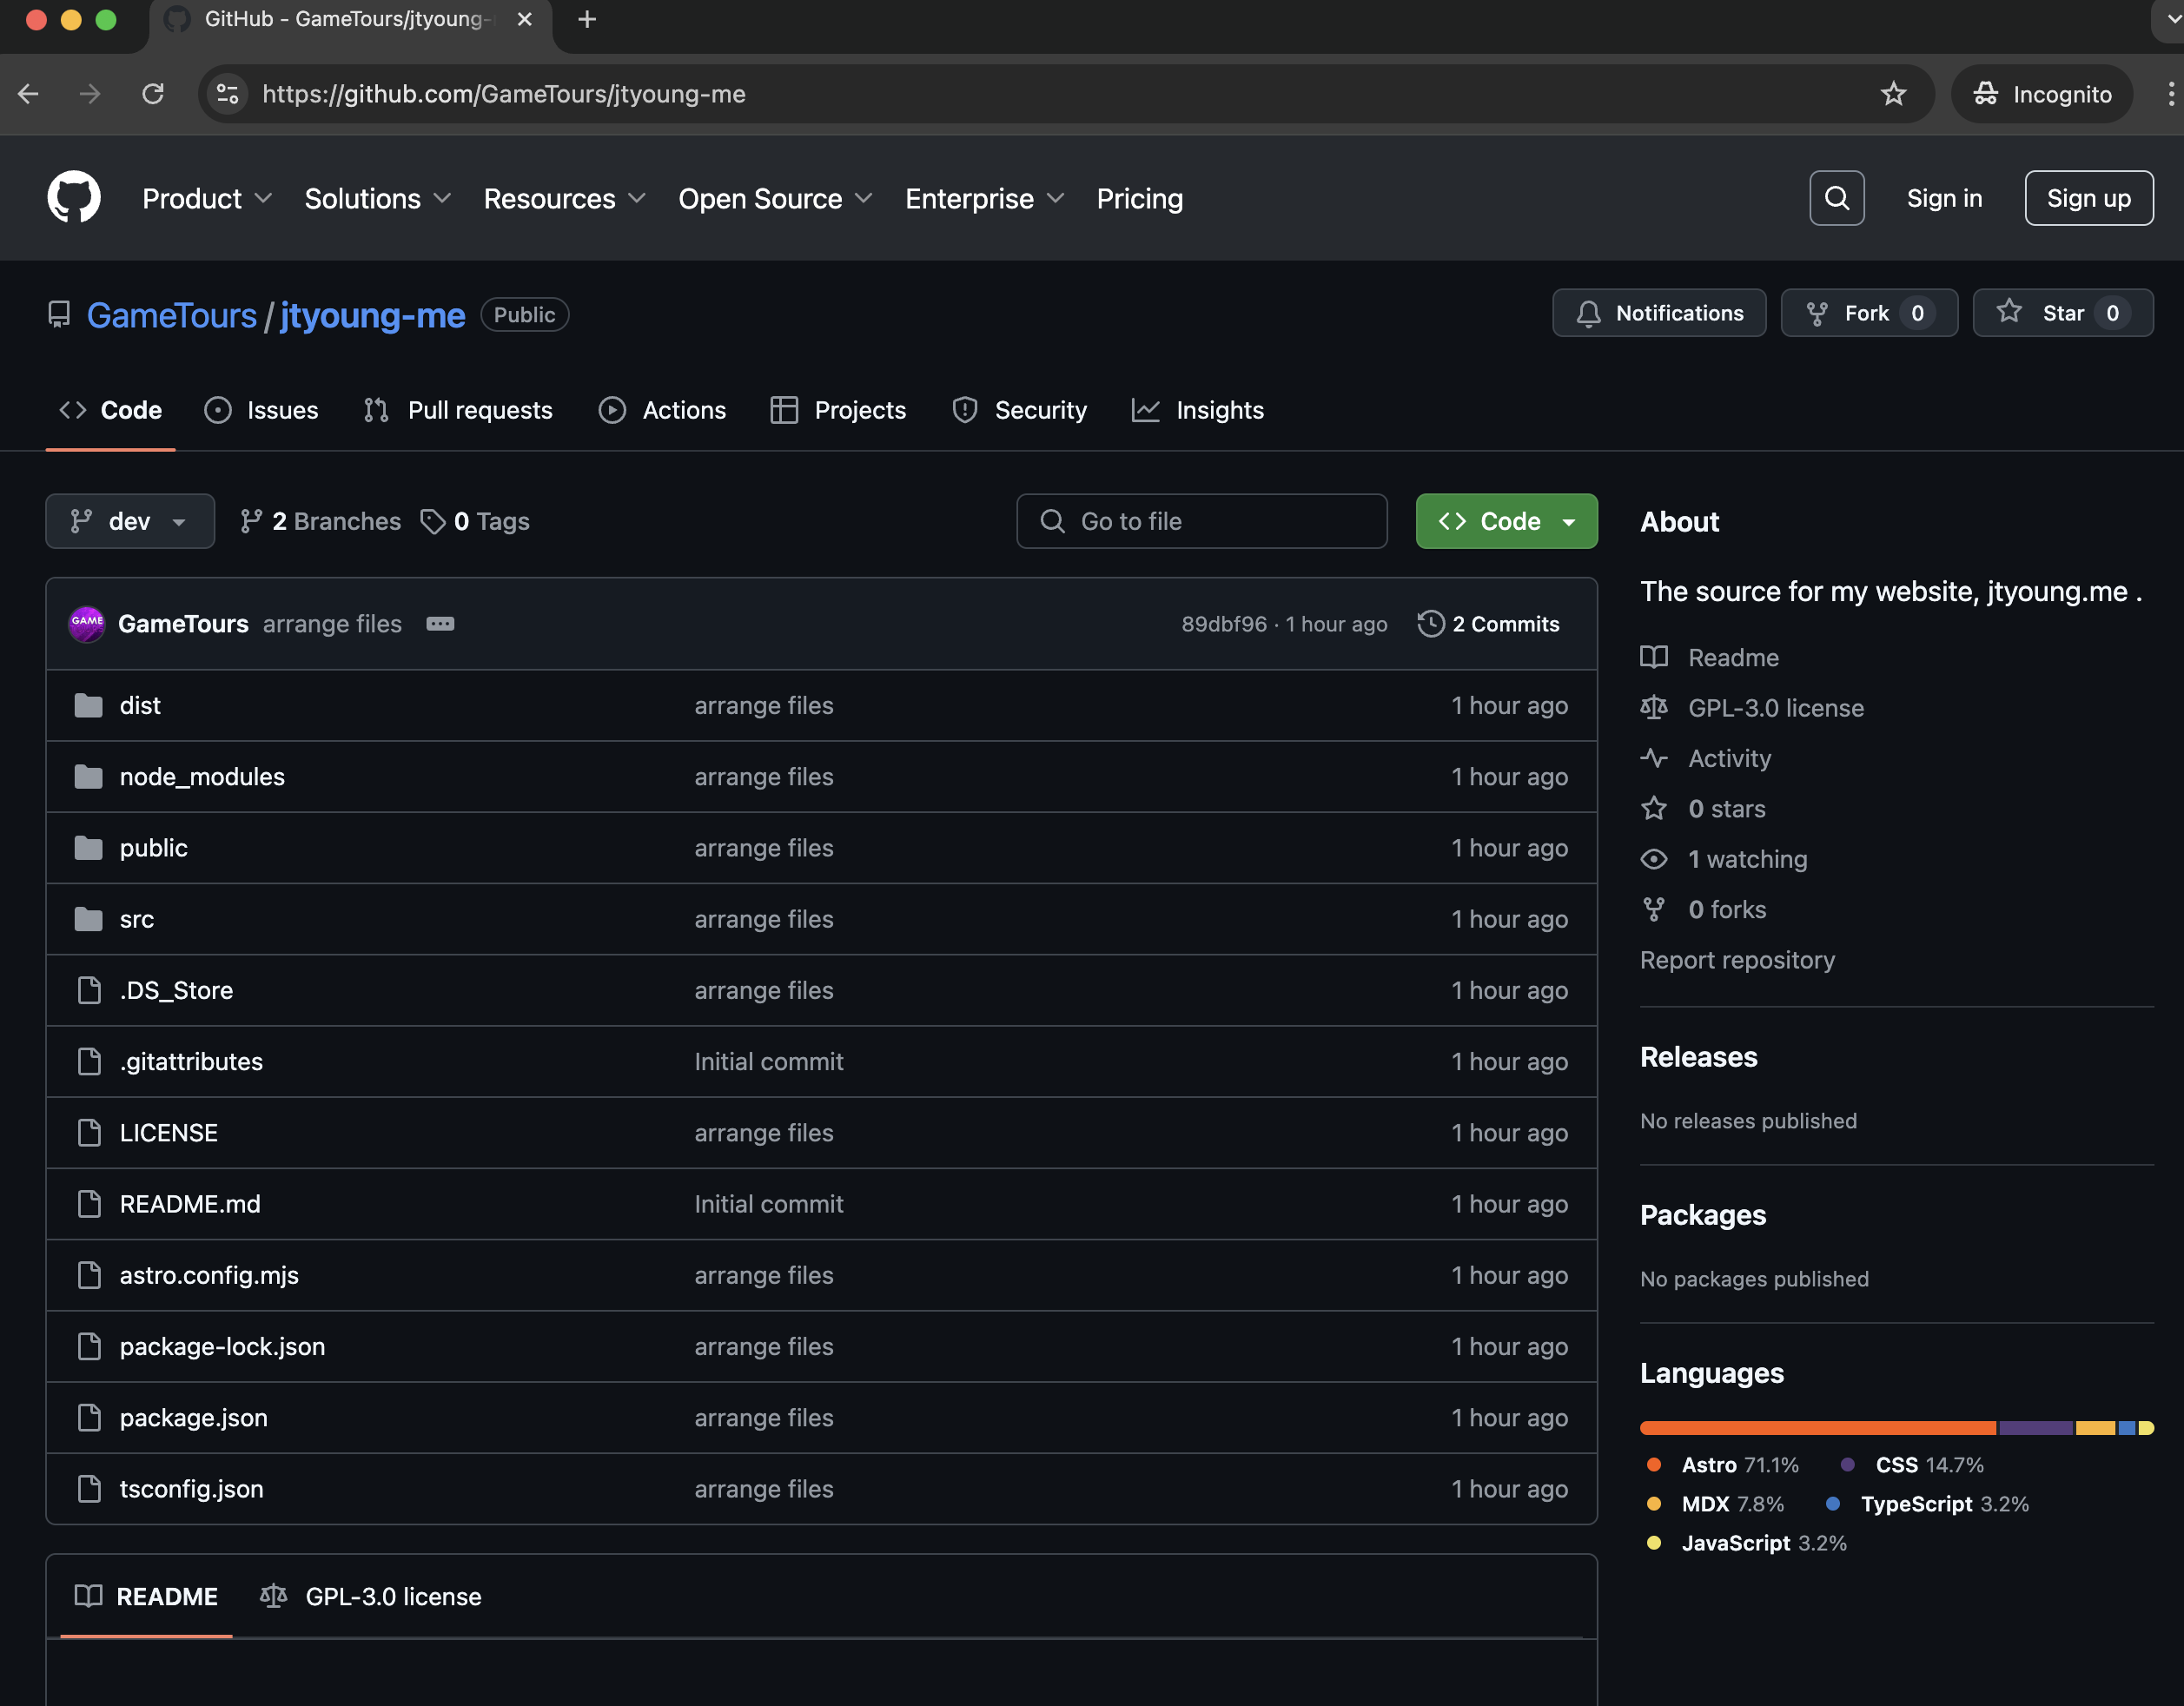 GitHub - GameTours/jtyoung-
https://github.com/GameTours/jtyoung-me
Incognito
Product Solutions Resources Open Source Enterprise Pricing
Sign in Sign up
GameTours / jtyoung-me Public
Notifications Fork 0 Star 0
Code Issues Pull requests Actions Projects Security Insights
dev 2 Branches 0 Tags Go to file Code
GAME GameTours arrange files 89dbf96 · 1 hour ago 2 Commits
dist arrange files 1 hour ago
node_modules arrange files 1 hour ago
public arrange files 1 hour ago
src arrange files 1 hour ago
.DS_Store arrange files 1 hour ago
.gitattributes Initial commit 1 hour ago
LICENSE arrange files 1 hour ago
README.md Initial commit 1 hour ago
astro.config.mjs arrange files 1 hour ago
package-lock.json arrange files 1 hour ago
package.json arrange files 1 hour ago
tsconfig.json arrange files 1 hour ago
README GPL-3.0 license
About
The source for my website, jtyoung.me .
Readme
GPL-3.0 license
Activity
0 stars
1 watching
0 forks
Report repository
Releases
No releases published
Packages
No packages published
Languages
Astro 71.1% CSS 14.7%
MDX 7.8% TypeScript 3.2%
JavaScript 3.2%